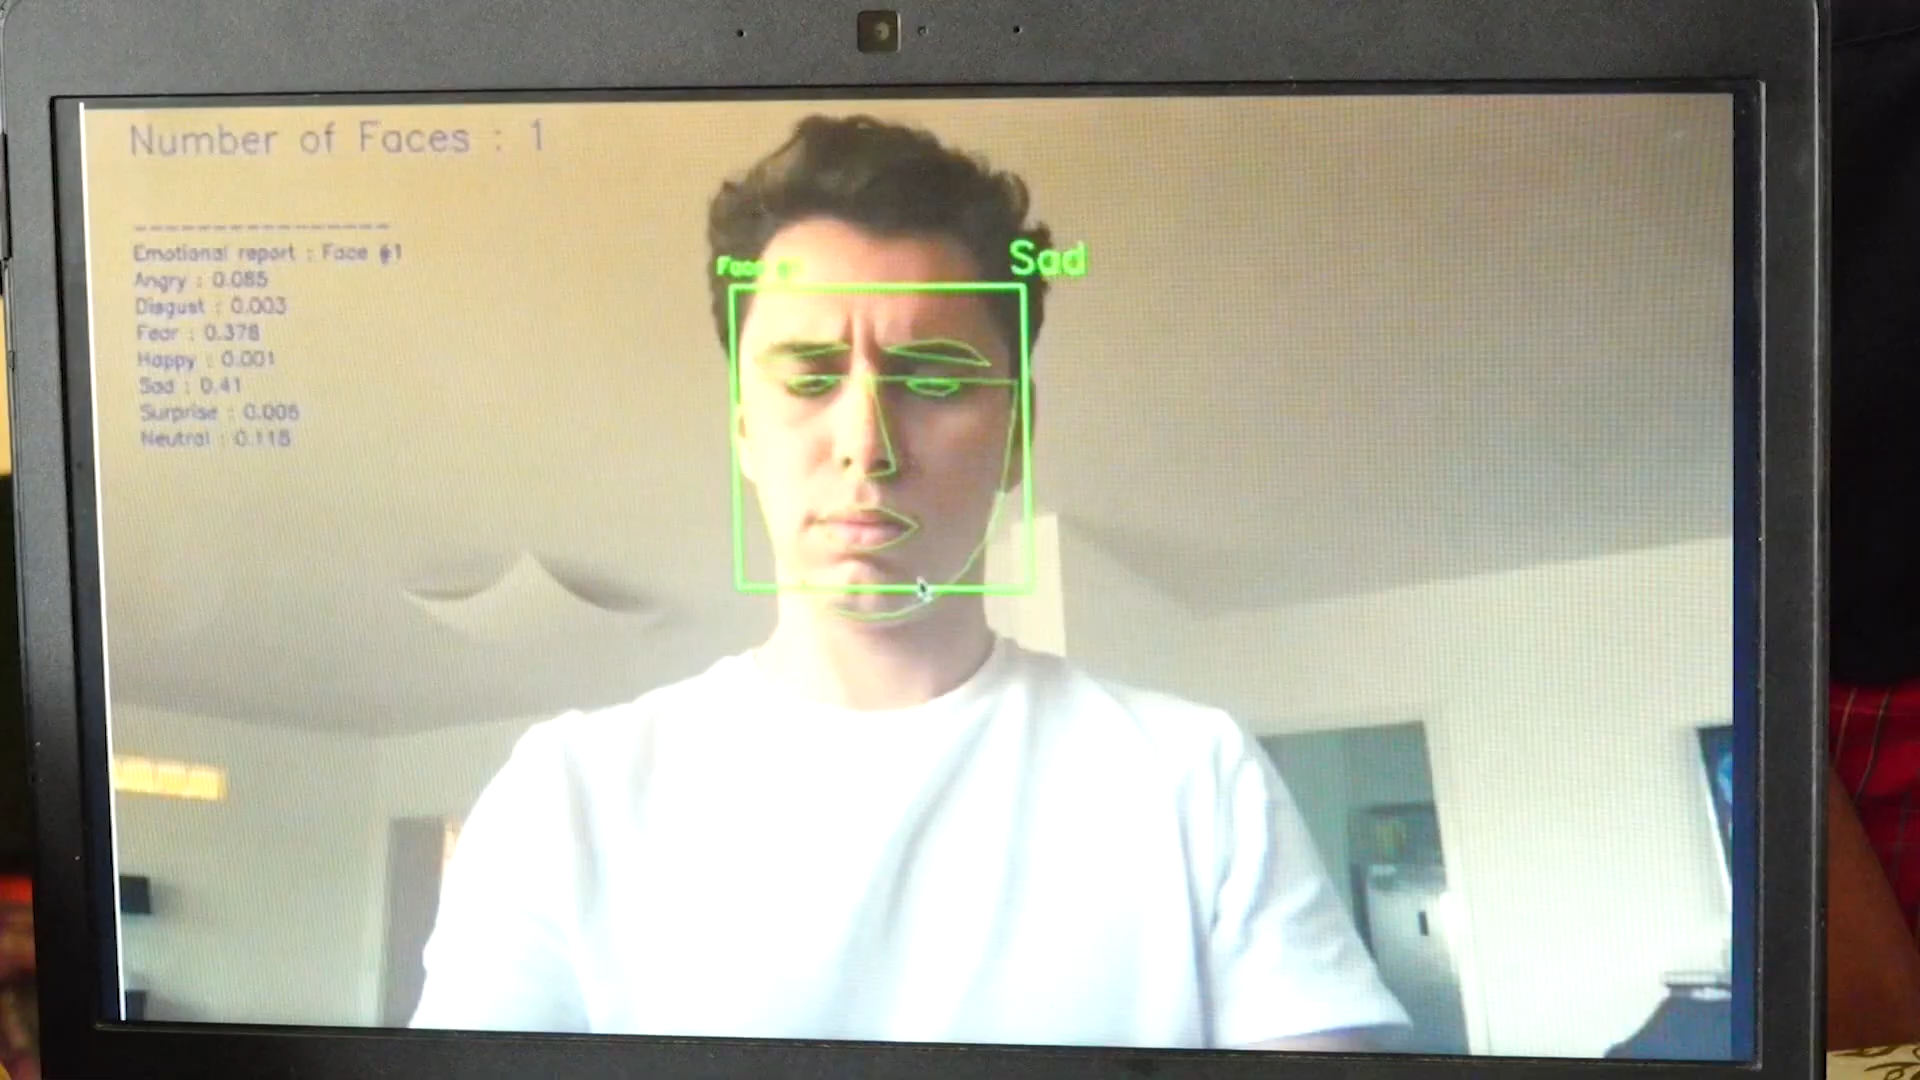 Number of Faces : 1
----------------
Emotional report : Face #1
Angry : 0.085
Disgust : 0.003
Fear : 0.378
Happy : 0.001
Sad : 0.41
Surprise : 0.005
Neutral : 0.118
Face
Sad